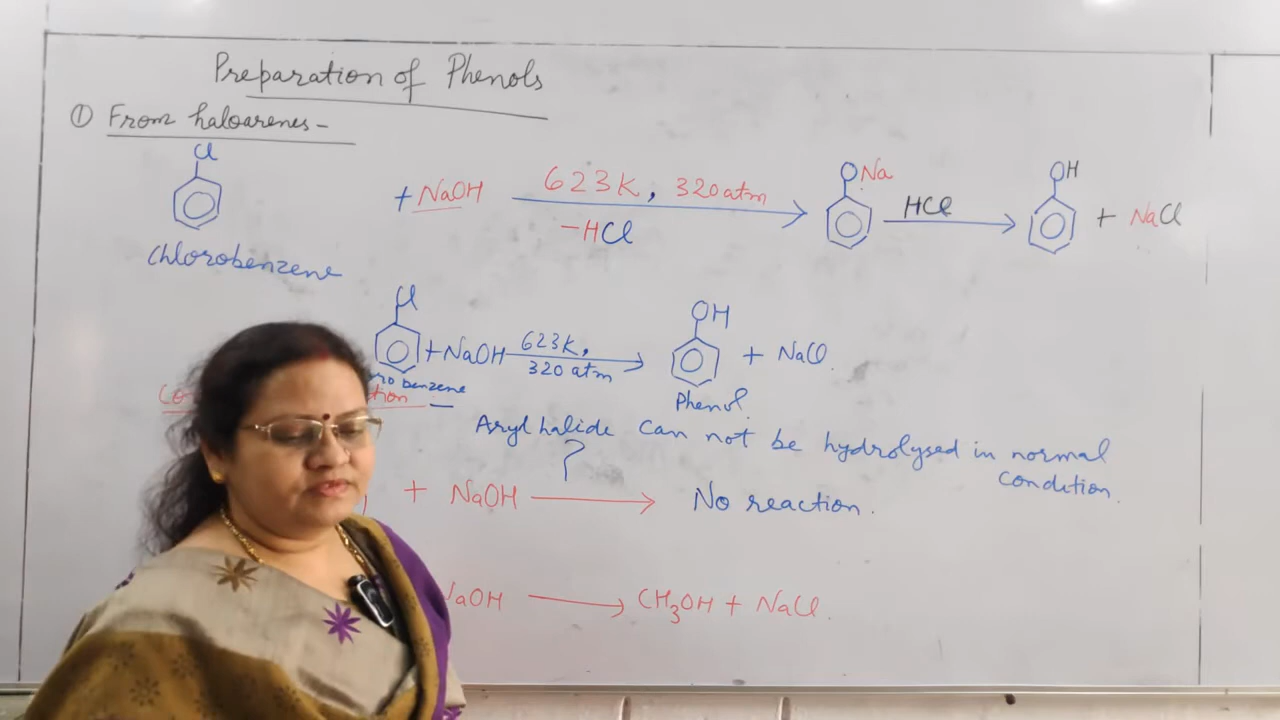 Preparation of Phenols
① From haloarenes -
Cl + NaOH 623K, 320 atm -HCl ONa HCl OH + NaCl
Chlorobenzene
Cl + NaOH 623K, 320 atm OH + NaCl.
benzene Phenol.
Aryl halide can not be hydrolysed in normal condition.
+ NaOH ? No reaction.
NaOH CH3OH + NaCl.